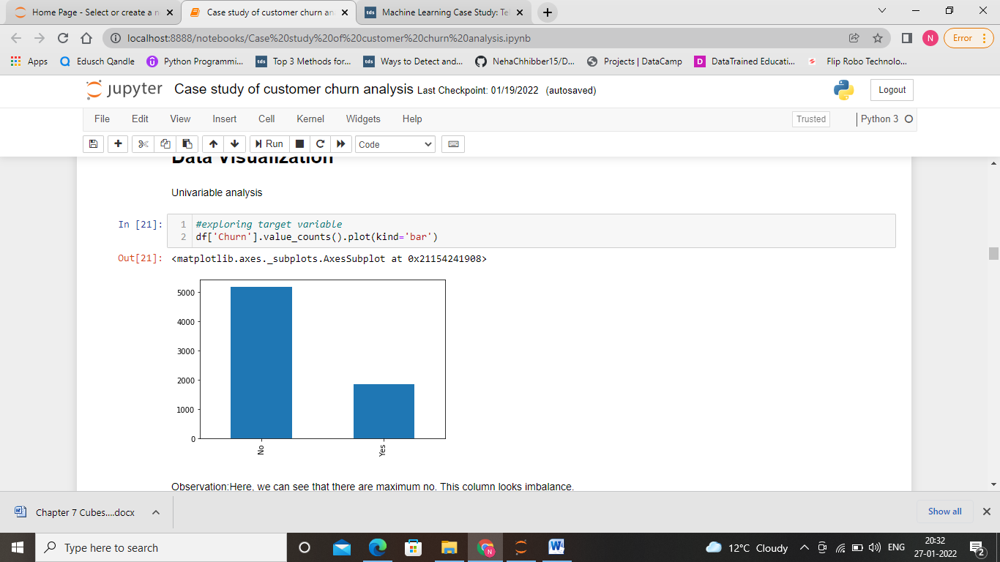 Home Page - Select or create a n
Case study of customer churn an
Machine Learning Case Study: Tel
localhost:8888/notebooks/Case%20study%20of%20customer%20churn%20analysis.ipynb
N
Error
Apps
Edusch Qandle
Python Programmi...
tds
Top 3 Methods for...
tds
Ways to Detect and...
NehaChhibber15/D...
Projects | DataCamp
D
DataTrained Educati...
Flip Robo Technolo...
jupyter
Case study of customer churn analysis Last Checkpoint: 01/19/2022 (autosaved)
Logout
File Edit View Insert Cell Kernel Widgets Help
Trusted
Python 3
Run
Code
Data Visualization
Univariable analysis
In [21]:
1 #exploring target variable
2 df['Churn'].value_counts().plot(kind='bar')
Out[21]: <matplotlib.axes._subplots.AxesSubplot at 0x21154241908>
5000
4000
3000
2000
1000
0
No
Yes
Observation:Here, we can see that there are maximum no. This column looks imbalance.
Chapter 7 Cubes....docx
Show all
Type here to search
12°C Cloudy
ENG
20:32
27-01-2022
2